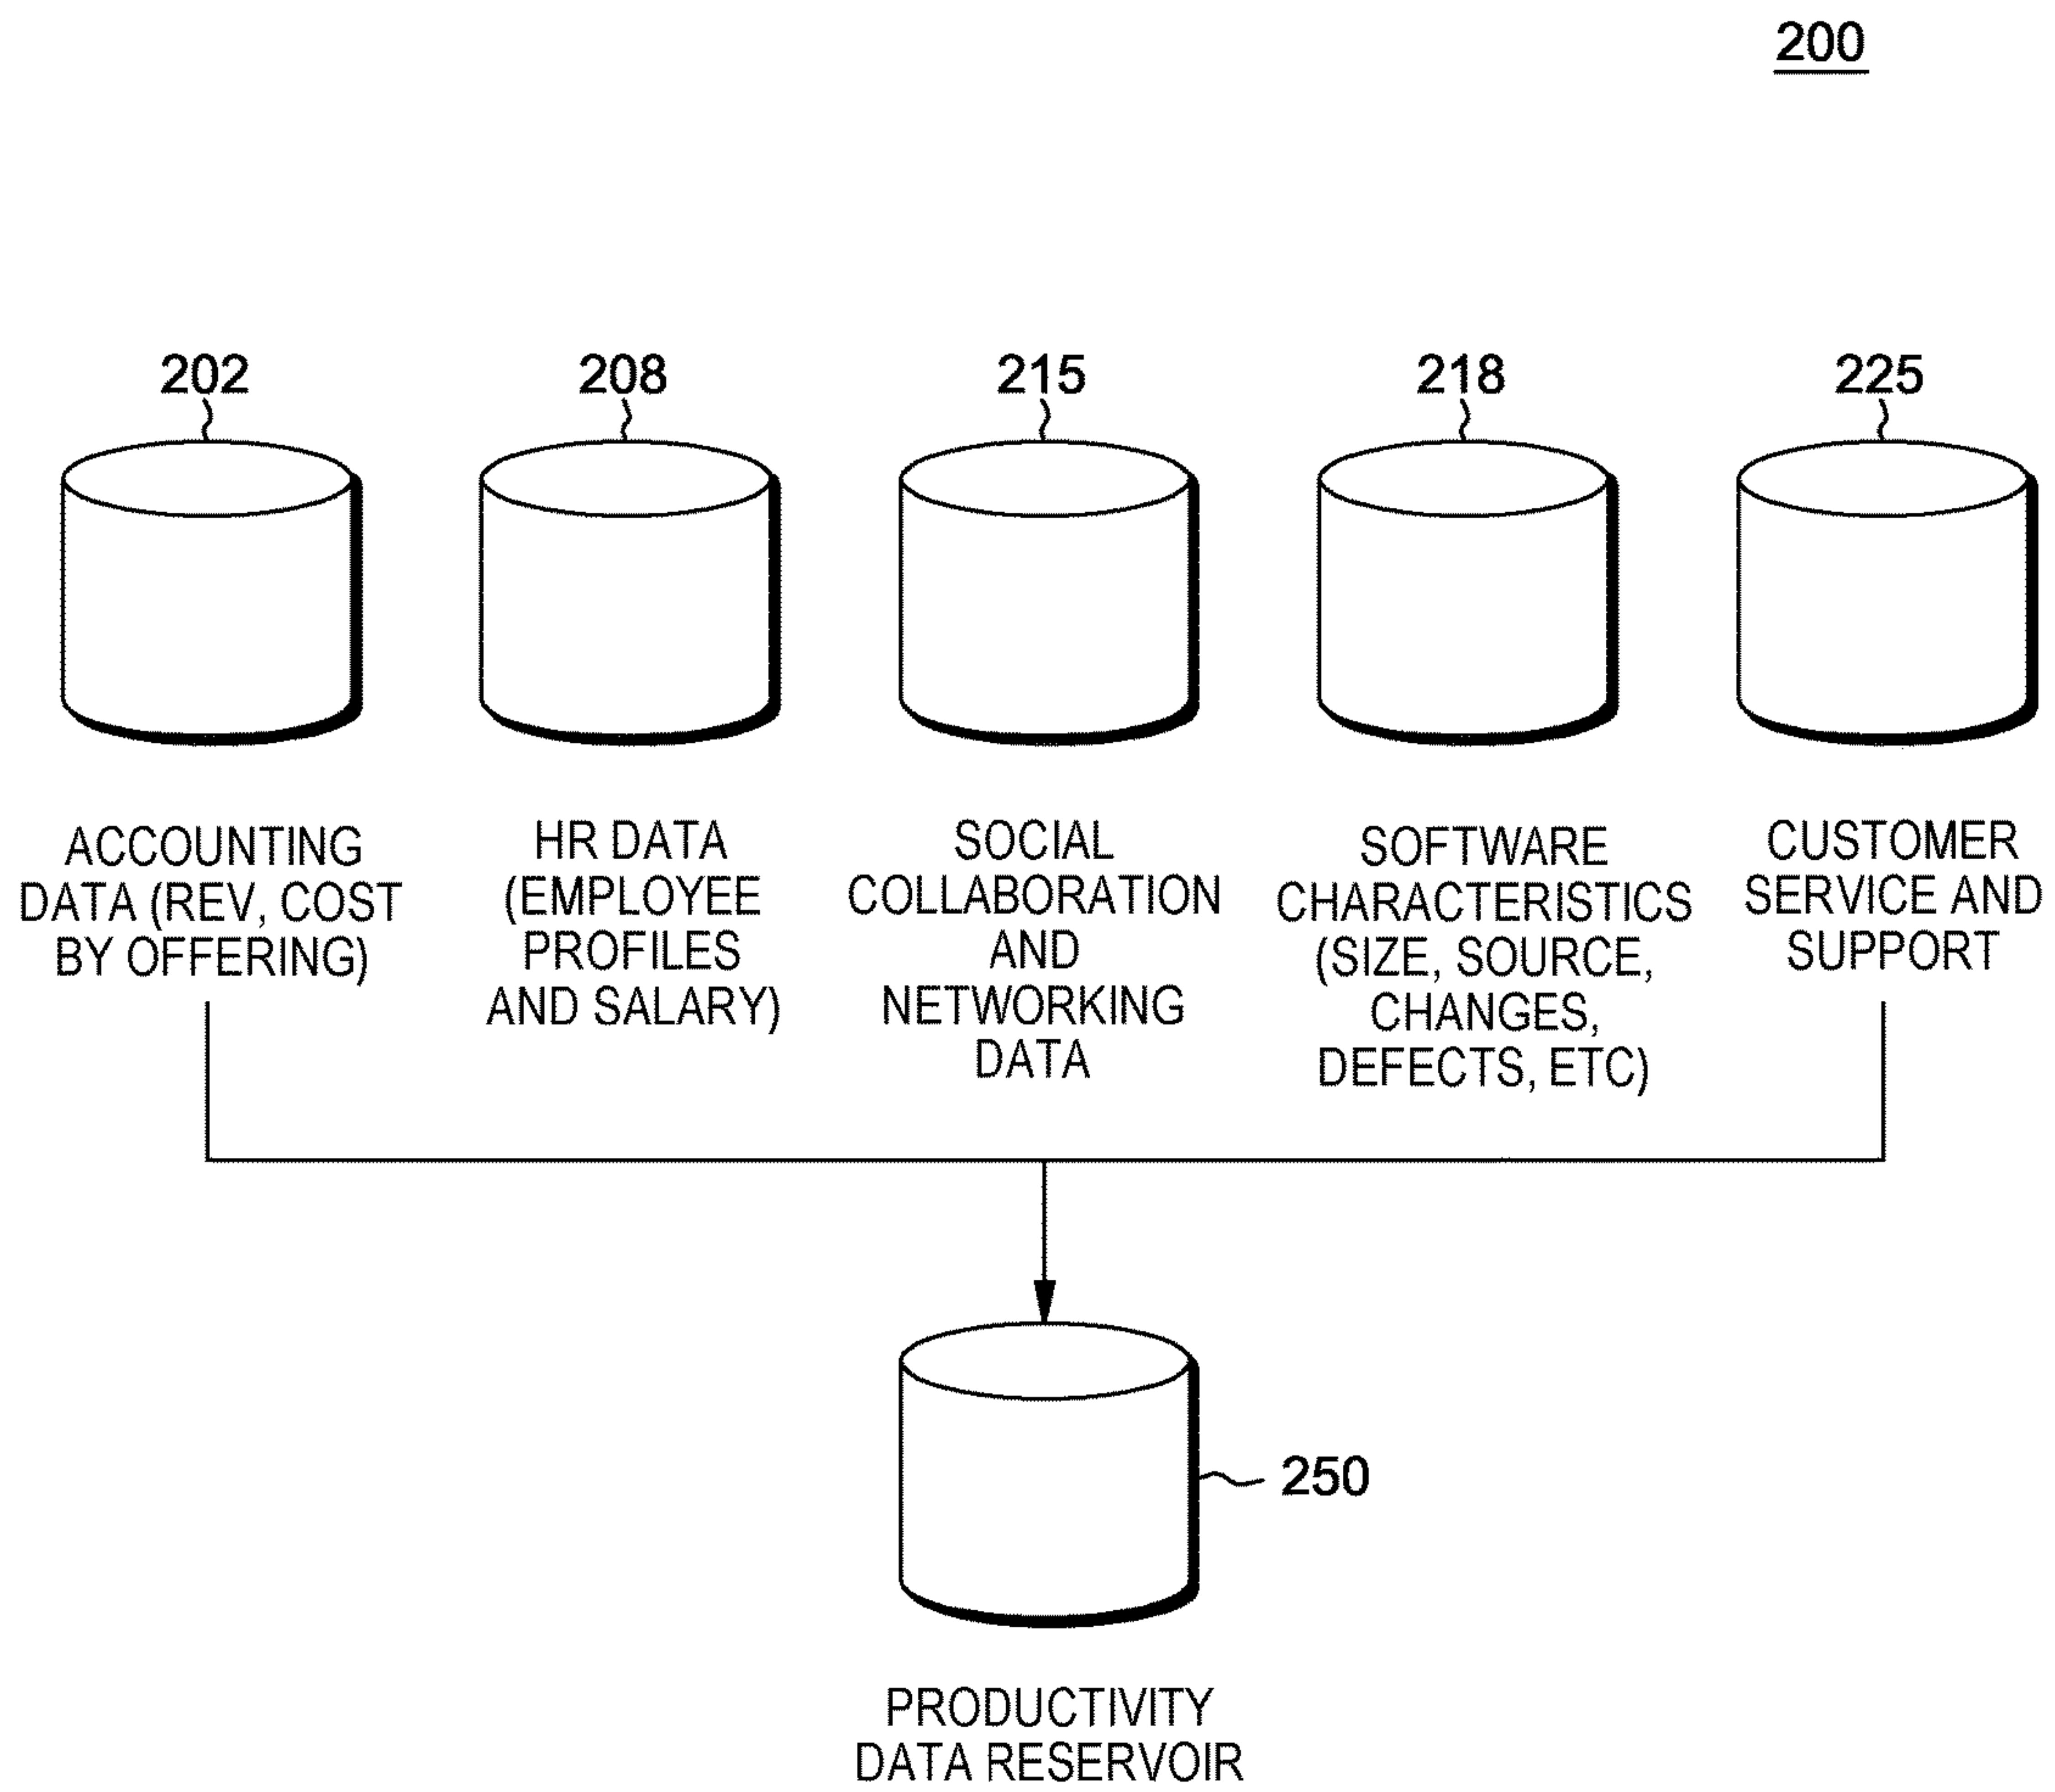 200
202
208
215
218
225
ACCOUNTING
DATA (REV, COST
BY OFFERING)
HR DATA
(EMPLOYEE
PROFILES
AND SALARY)
SOCIAL
COLLABORATION
AND
NETWORKING
DATA
SOFTWARE
CHARACTERISTICS
(SIZE, SOURCE,
CHANGES,
DEFECTS, ETC)
CUSTOMER
SERVICE AND
SUPPORT
250
PRODUCTIVITY
DATA RESERVOIR